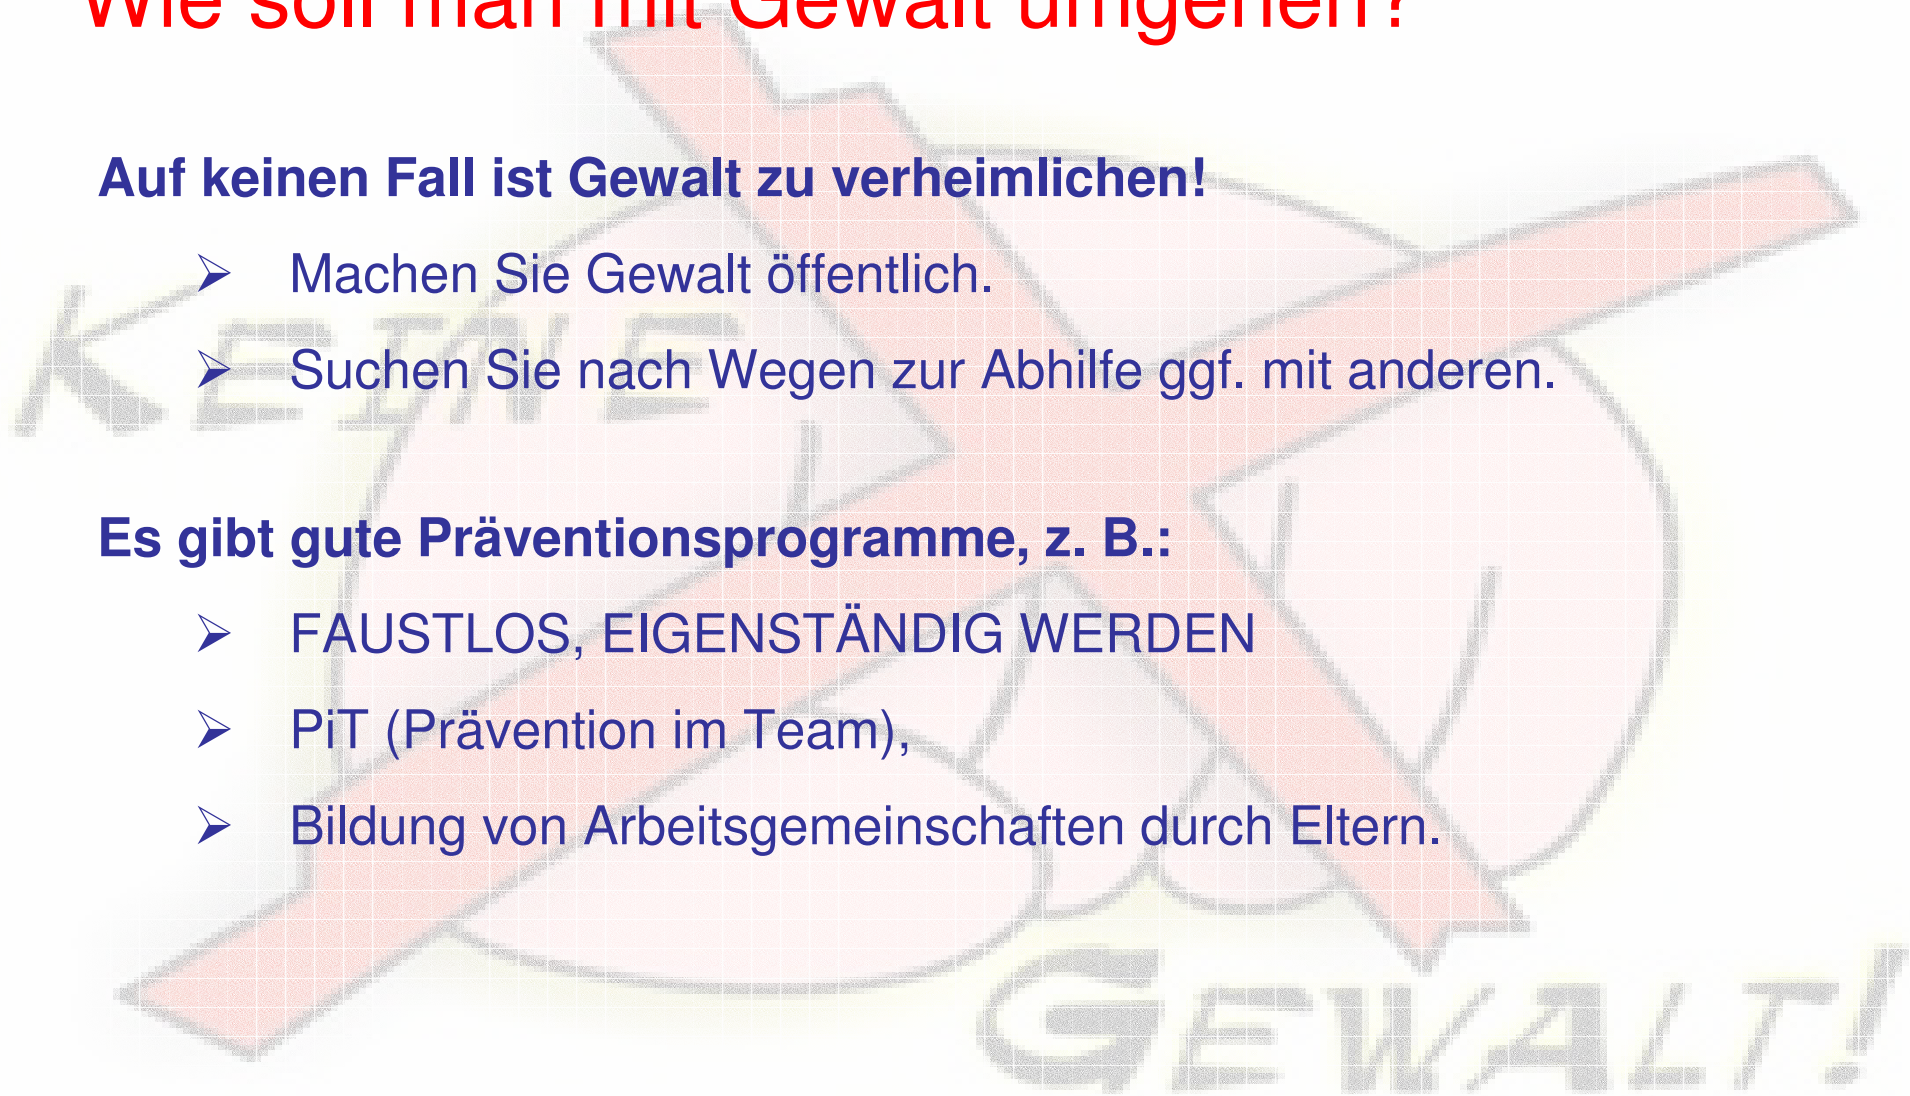 Wie soll man mit Gewalt umgehen?
Auf keinen Fall ist Gewalt zu verheimlichen!
➢ Machen Sie Gewalt öffentlich.
➢ Suchen Sie nach Wegen zur Abhilfe ggf. mit anderen.
KEINE
Es gibt gute Präventionsprogramme, z. B.:
➢ FAUSTLOS, EIGENSTÄNDIG WERDEN
➢ PiT (Prävention im Team),
➢ Bildung von Arbeitsgemeinschaften durch Eltern.
GEWALT!